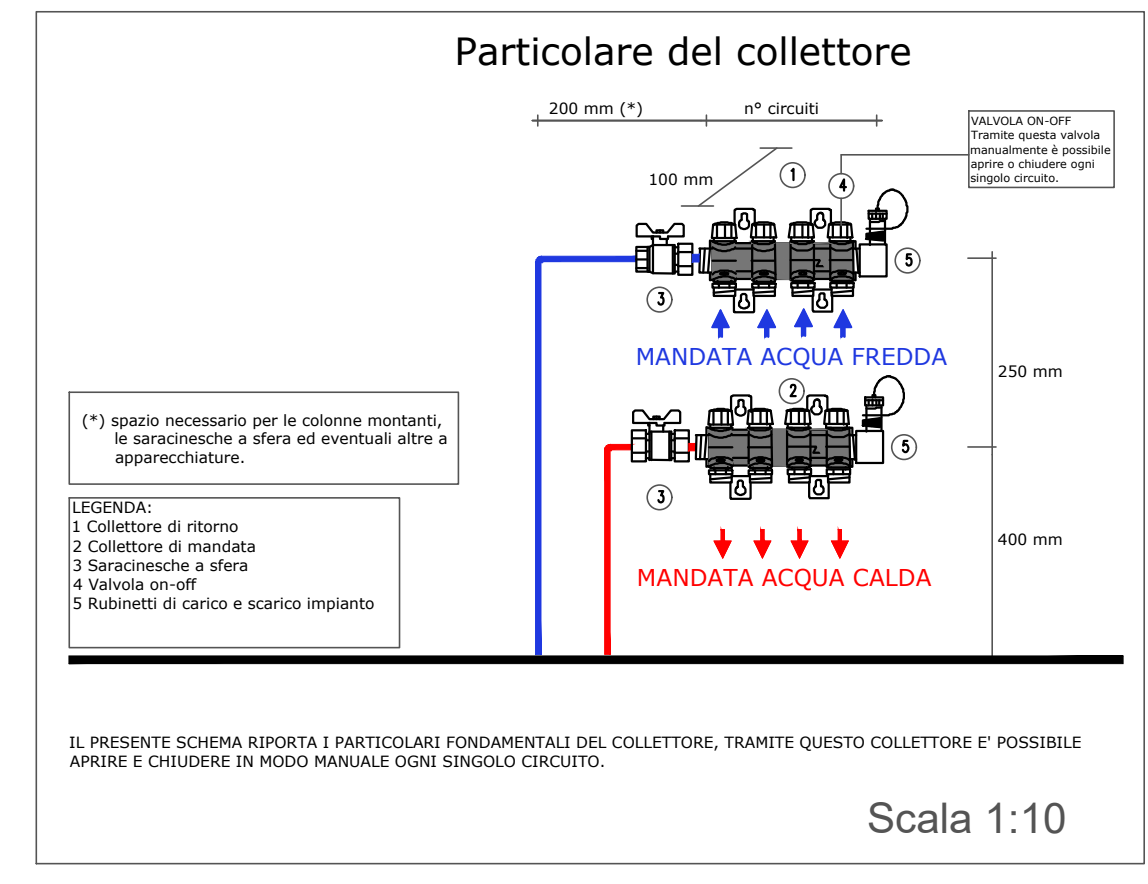 Particolare del collettore
200 mm (*)
n° circuiti
VALVOLA ON-OFF
Tramite questa valvola
manualmente è possibile
aprire o chiudere ogni
singolo circuito.
100 mm
1
4
5
3
MANDATA ACQUA FREDDA
250 mm
2
5
3
(*) spazio necessario per le colonne montanti,
le saracinesche a sfera ed eventuali altre a
apparecchiature.
LEGENDA:
1 Collettore di ritorno
2 Collettore di mandata
3 Saracinesche a sfera
4 Valvola on-off
5 Rubinetti di carico e scarico impianto
400 mm
MANDATA ACQUA CALDA
IL PRESENTE SCHEMA RIPORTA I PARTICOLARI FONDAMENTALI DEL COLLETTORE, TRAMITE QUESTO COLLETTORE E' POSSIBILE
APRIRE E CHIUDERE IN MODO MANUALE OGNI SINGOLO CIRCUITO.
Scala 1:10